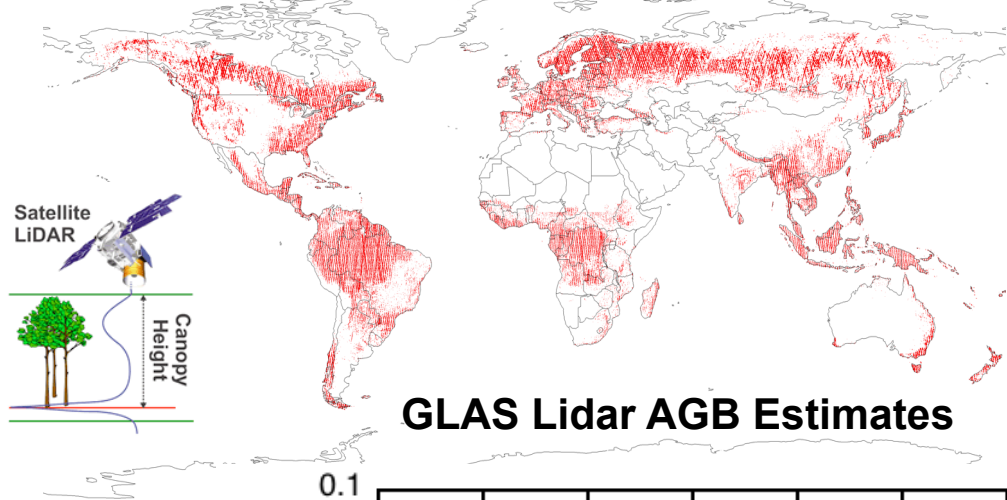 Satellite
LiDAR
Canopy
Height
GLAS Lidar AGB Estimates
0.1